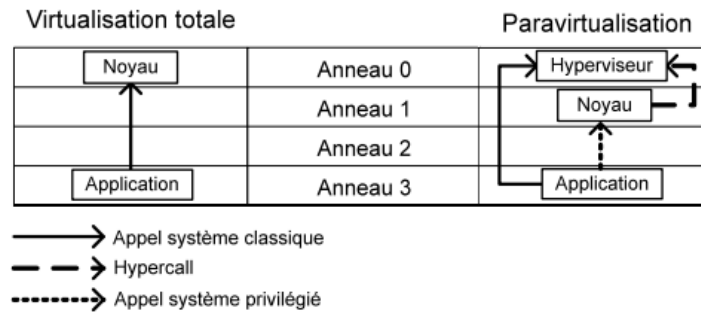 Virtualisation totale
Paravirtualisation
Noyau
Anneau 0
Hyperviseur
Anneau 1
Noyau
Anneau 2
Application
Anneau 3
Application
Appel système classique
Hypercall
Appel système privilégié